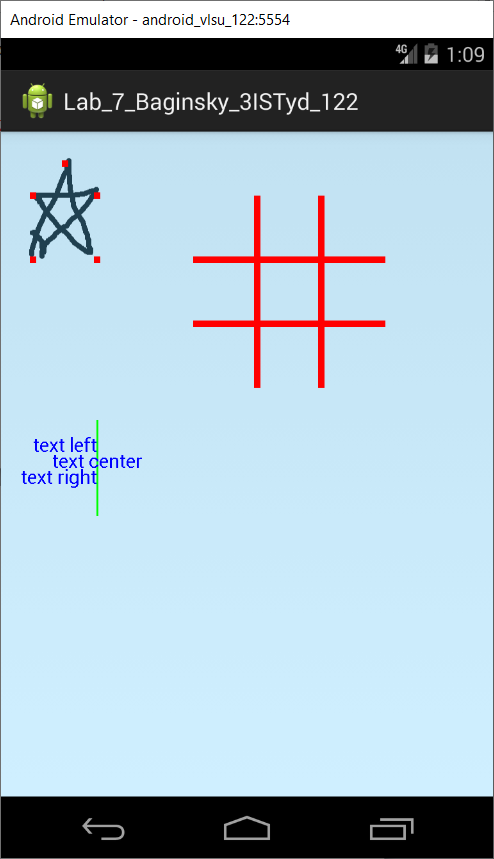 Android Emulator - android_vlsu_122:5554
4G 1:09
Lab_7_Baginsky_3ISTyd_122
text left
text center
text right